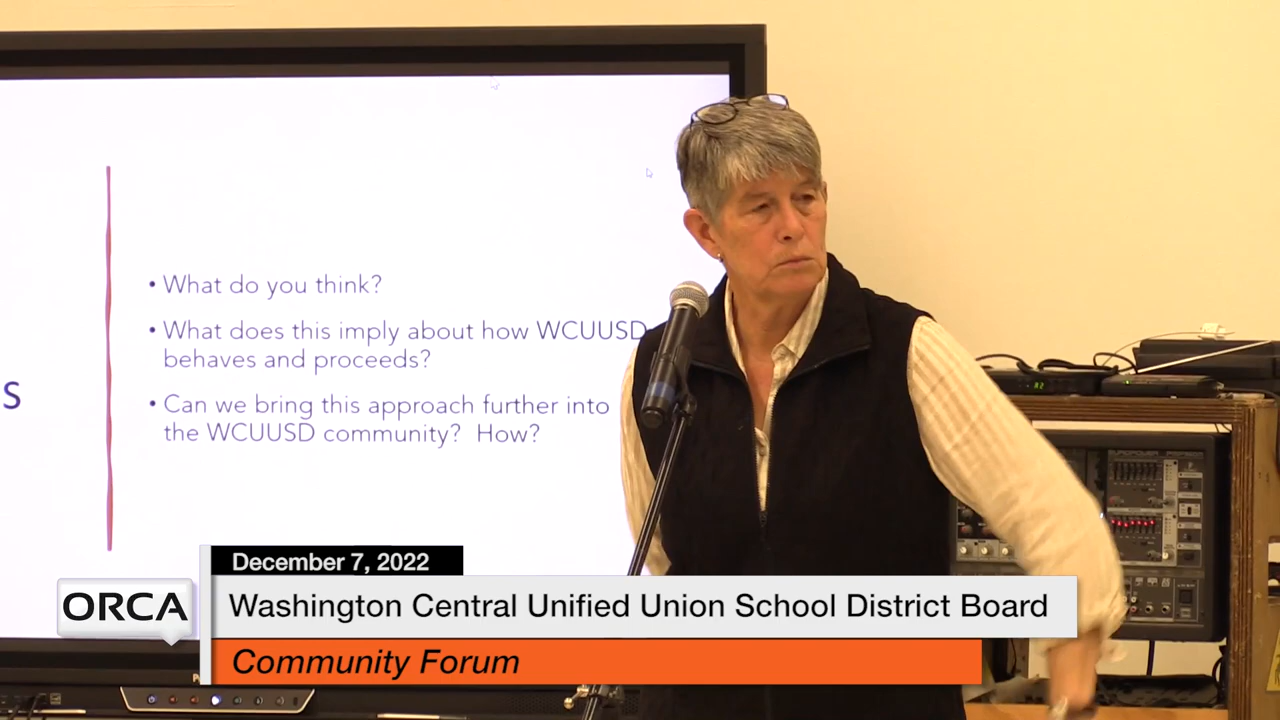 • What do you think?
• What does this imply about how WCUUSD
behaves and proceeds?
S
• Can we bring this approach further into
the WCUUSD community? How?
December 7, 2022
ORCA
Washington Central Unified Union School District Board
Community Forum